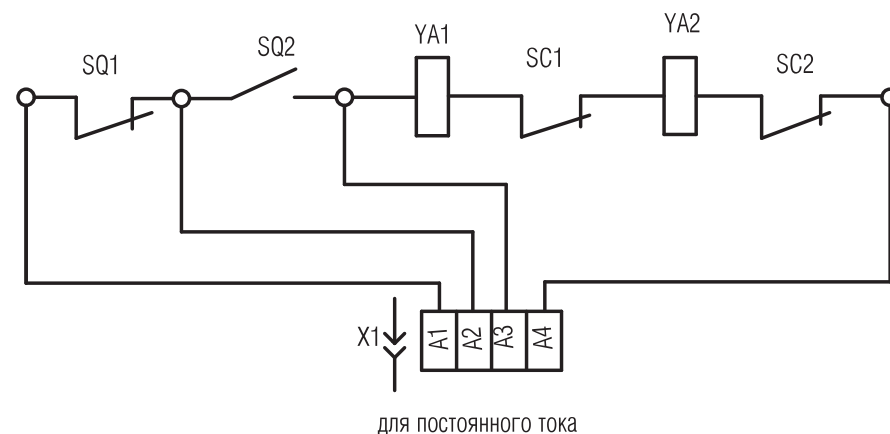 SQ1
SQ2
YA1
SC1
YA2
SC2
X1
A1
A2
A3
A4
для постоянного тока